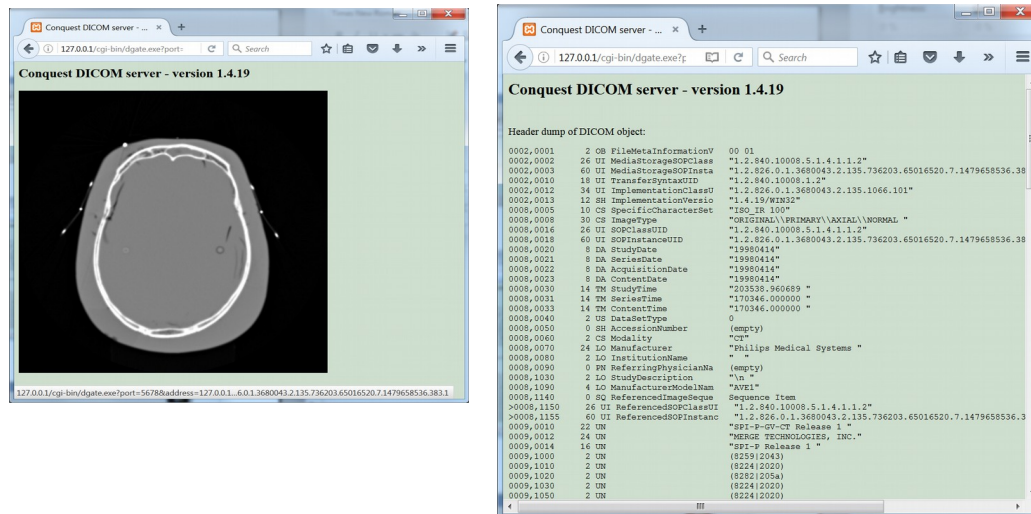 Conquest DICOM server - ... × +
127.0.0.1/cgi-bin/dgate.exe?port= Search
Conquest DICOM server - version 1.4.19
127.0.0.1/cgi-bin/dgate.exe?port=5678&address=127.0.0.1...6.0.1.3680043.2.135.736203.65016520.7.1479658536.383.1
Conquest DICOM server - ... × +
127.0.0.1/cgi-bin/dgate.exe?p Search
Conquest DICOM server - version 1.4.19
Header dump of DICOM object:
0002,0001 2 OB FileMetaInformationV 00 01
0002,0002 26 UI MediaStorageSOPClass "1.2.840.10008.5.1.4.1.1.2"
0002,0003 60 UI MediaStorageSOPInsta "1.2.826.0.1.3680043.2.135.736203.65016520.7.1479658536.38
0002,0010 18 UI TransferSyntaxUID "1.2.840.10008.1.2"
0002,0012 34 UI ImplementationClassU "1.2.826.0.1.3680043.2.135.1066.101"
0002,0013 12 SH ImplementationVersio "1.4.19/WIN32"
0008,0005 10 CS SpecificCharacterSet "ISO_IR 100"
0008,0008 30 CS ImageType "ORIGINAL\\PRIMARY\\AXIAL\\NORMAL "
0008,0016 26 UI SOPClassUID "1.2.840.10008.5.1.4.1.1.2"
0008,0018 60 UI SOPInstanceUID "1.2.826.0.1.3680043.2.135.736203.65016520.7.1479658536.38
0008,0020 8 DA StudyDate "19980414"
0008,0021 8 DA SeriesDate "19980414"
0008,0022 8 DA AcquisitionDate "19980414"
0008,0023 8 DA ContentDate "19980414"
0008,0030 14 TM StudyTime "203538.960689 "
0008,0031 14 TM SeriesTime "170346.000000 "
0008,0033 14 TM ContentTime "170346.000000 "
0008,0040 2 US DataSetType 0
0008,0050 0 SH AccessionNumber (empty)
0008,0060 2 CS Modality "CT"
0008,0070 24 LO Manufacturer "Philips Medical Systems "
0008,0080 2 LO InstitutionName "  "
0008,0090 0 PN ReferringPhysicianNa (empty)
0008,1030 2 LO StudyDescription "\n "
0008,1090 4 LO ManufacturerModelNam "AVE1"
0008,1140 0 SQ ReferencedImageSeque Sequence Item
>0008,1150 26 UI ReferencedSOPClassUI "1.2.840.10008.5.1.4.1.1.2"
>0008,1155 60 UI ReferencedSOPInstanc "1.2.826.0.1.3680043.2.135.736203.65016520.7.1479658536.3
0009,0010 22 UN "SPI-P-GV-CT Release 1 "
0009,0012 24 UN "MERGE TECHNOLOGIES, INC."
0009,0014 16 UN "SPI-P Release 1 "
0009,1000 2 UN (8259|2043)
0009,1010 2 UN (8224|2020)
0009,1020 2 UN (8282|205a)
0009,1030 2 UN (8224|2020)
0009,1050 2 UN (8224|2020)